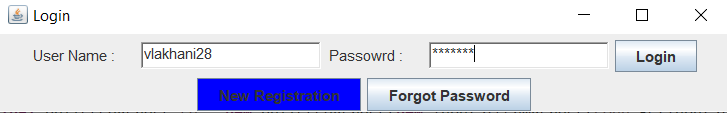 Login
User Name : vlakhani28 Passowrd : ******* Login
New Registration Forgot Password